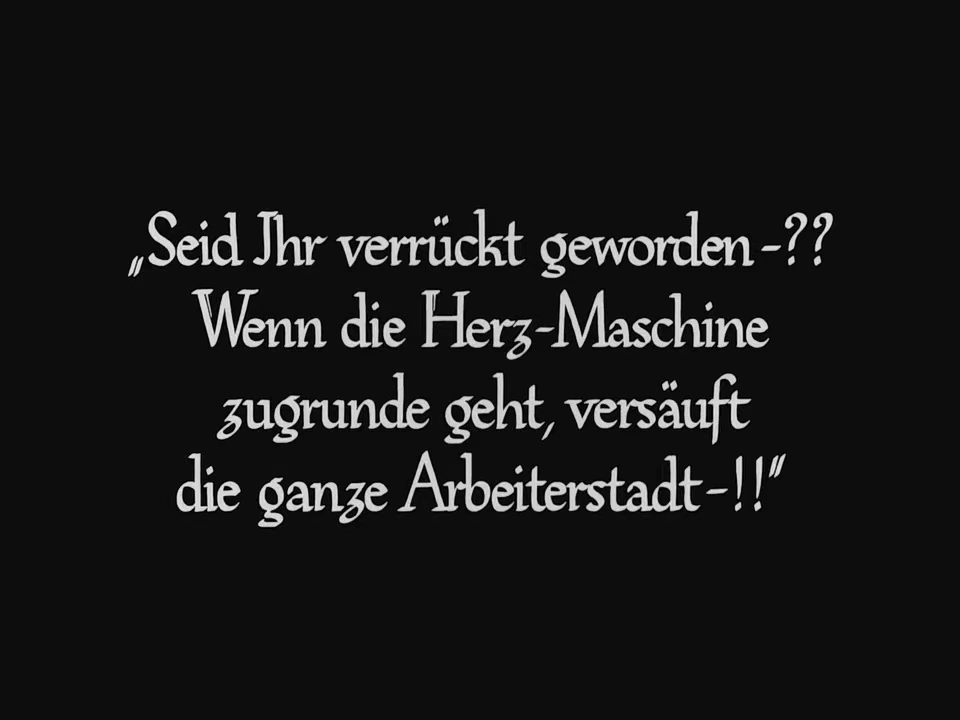 „Seid Ihr verrückt geworden-??
Wenn die Herz-Maschine
zugrunde geht, versäuft
die ganze Arbeiterstadt-!!"